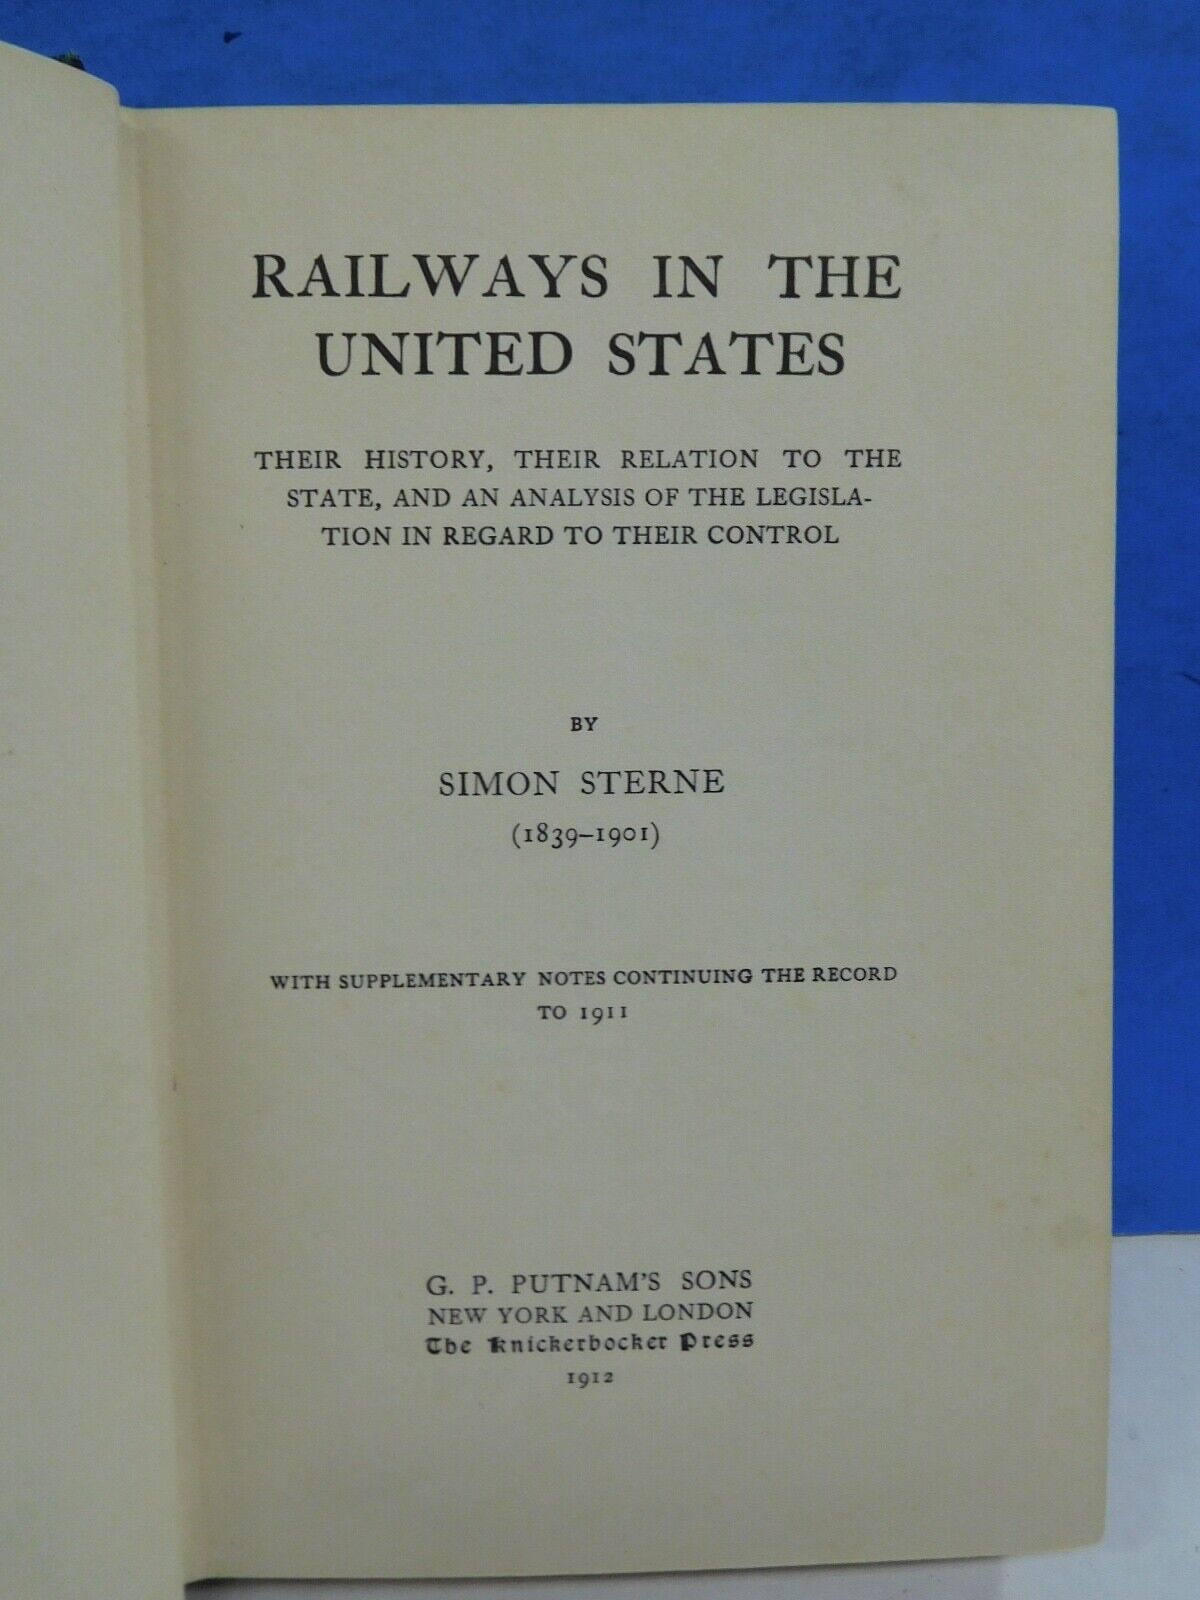 RAILWAYS IN THE
UNITED STATES
THEIR HISTORY, THEIR RELATION TO THE
STATE, AND AN ANALYSIS OF THE LEGISLA-
TION IN REGARD TO THEIR CONTROL
BY
SIMON STERNE
(1839–1901)
WITH SUPPLEMENTARY NOTES CONTINUING THE RECORD
TO 1911
G. P. PUTNAM'S SONS
NEW YORK AND LONDON
The Knickerbocker Press
1912